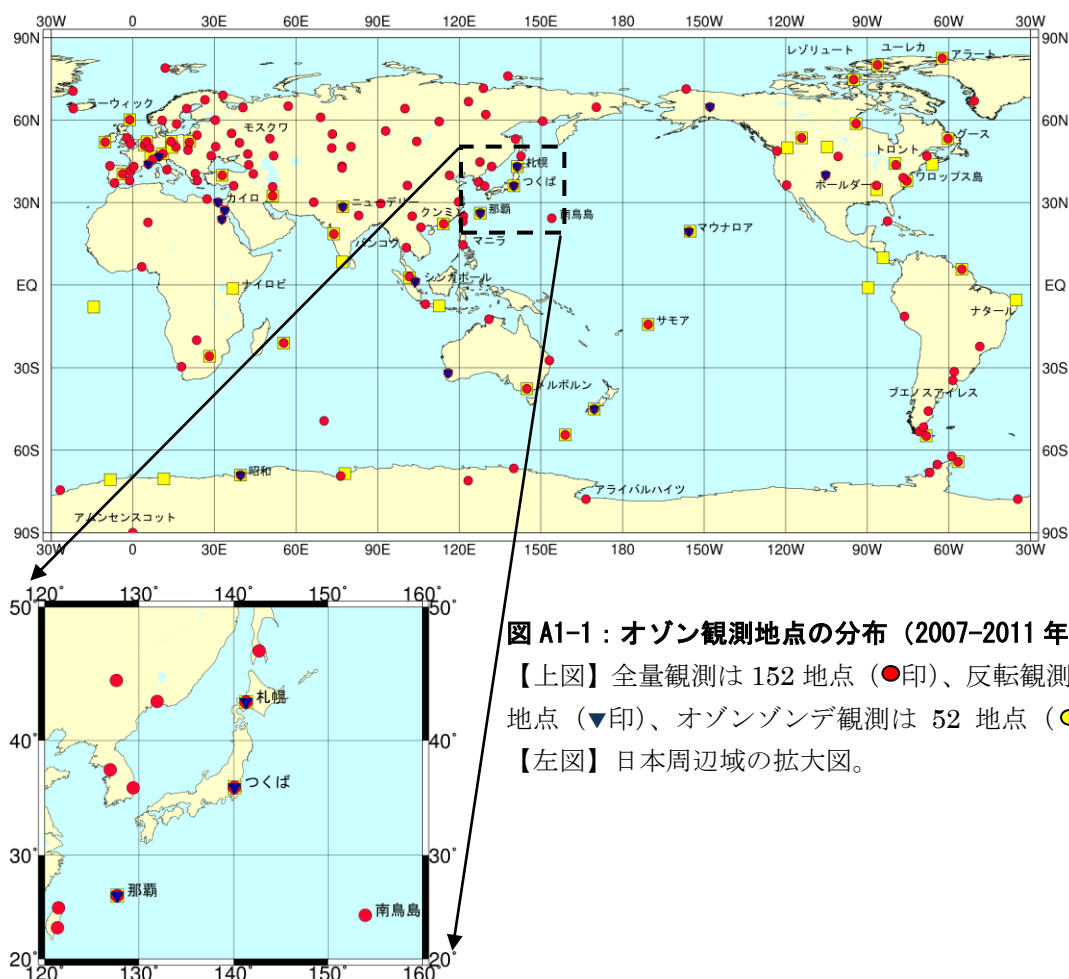 30W 0 30E 60E 90E 120E 150E 180 150W 120W 90W 60W 30W
90N 90N
レゾリュート ユーレカ アラート
60N 60N
モスクワ グース
トロント
札幌
つくば ボールダー ワロップス島
30N カイロ ニューデリー クンミン 那覇 南鳥島 マウナロア 30N
バンコク マニラ
EQ ナイロビ シンガポール EQ
サモア ナタール
30S 30S
メルボルン ブエノスアイレス
60S 60S
昭和
アライバルハイツ
アムンセンスコット
90S 90S
30W 0 30E 60E 90E 120E 150E 180 150W 120W 90W 60W 30W
120° 130° 140° 150° 160°
50° 50°
札幌
40° 40°
つくば
30° 30°
那覇
南鳥島
20° 20°
120° 130° 140° 150° 160°
図 A1-1：オゾン観測地点の分布（2007-2011 年
【上図】全量観測は 152 地点（●印）、反転観測
地点（▼印）、オゾンゾンデ観測は 52 地点（
【左図】日本周辺域の拡大図。